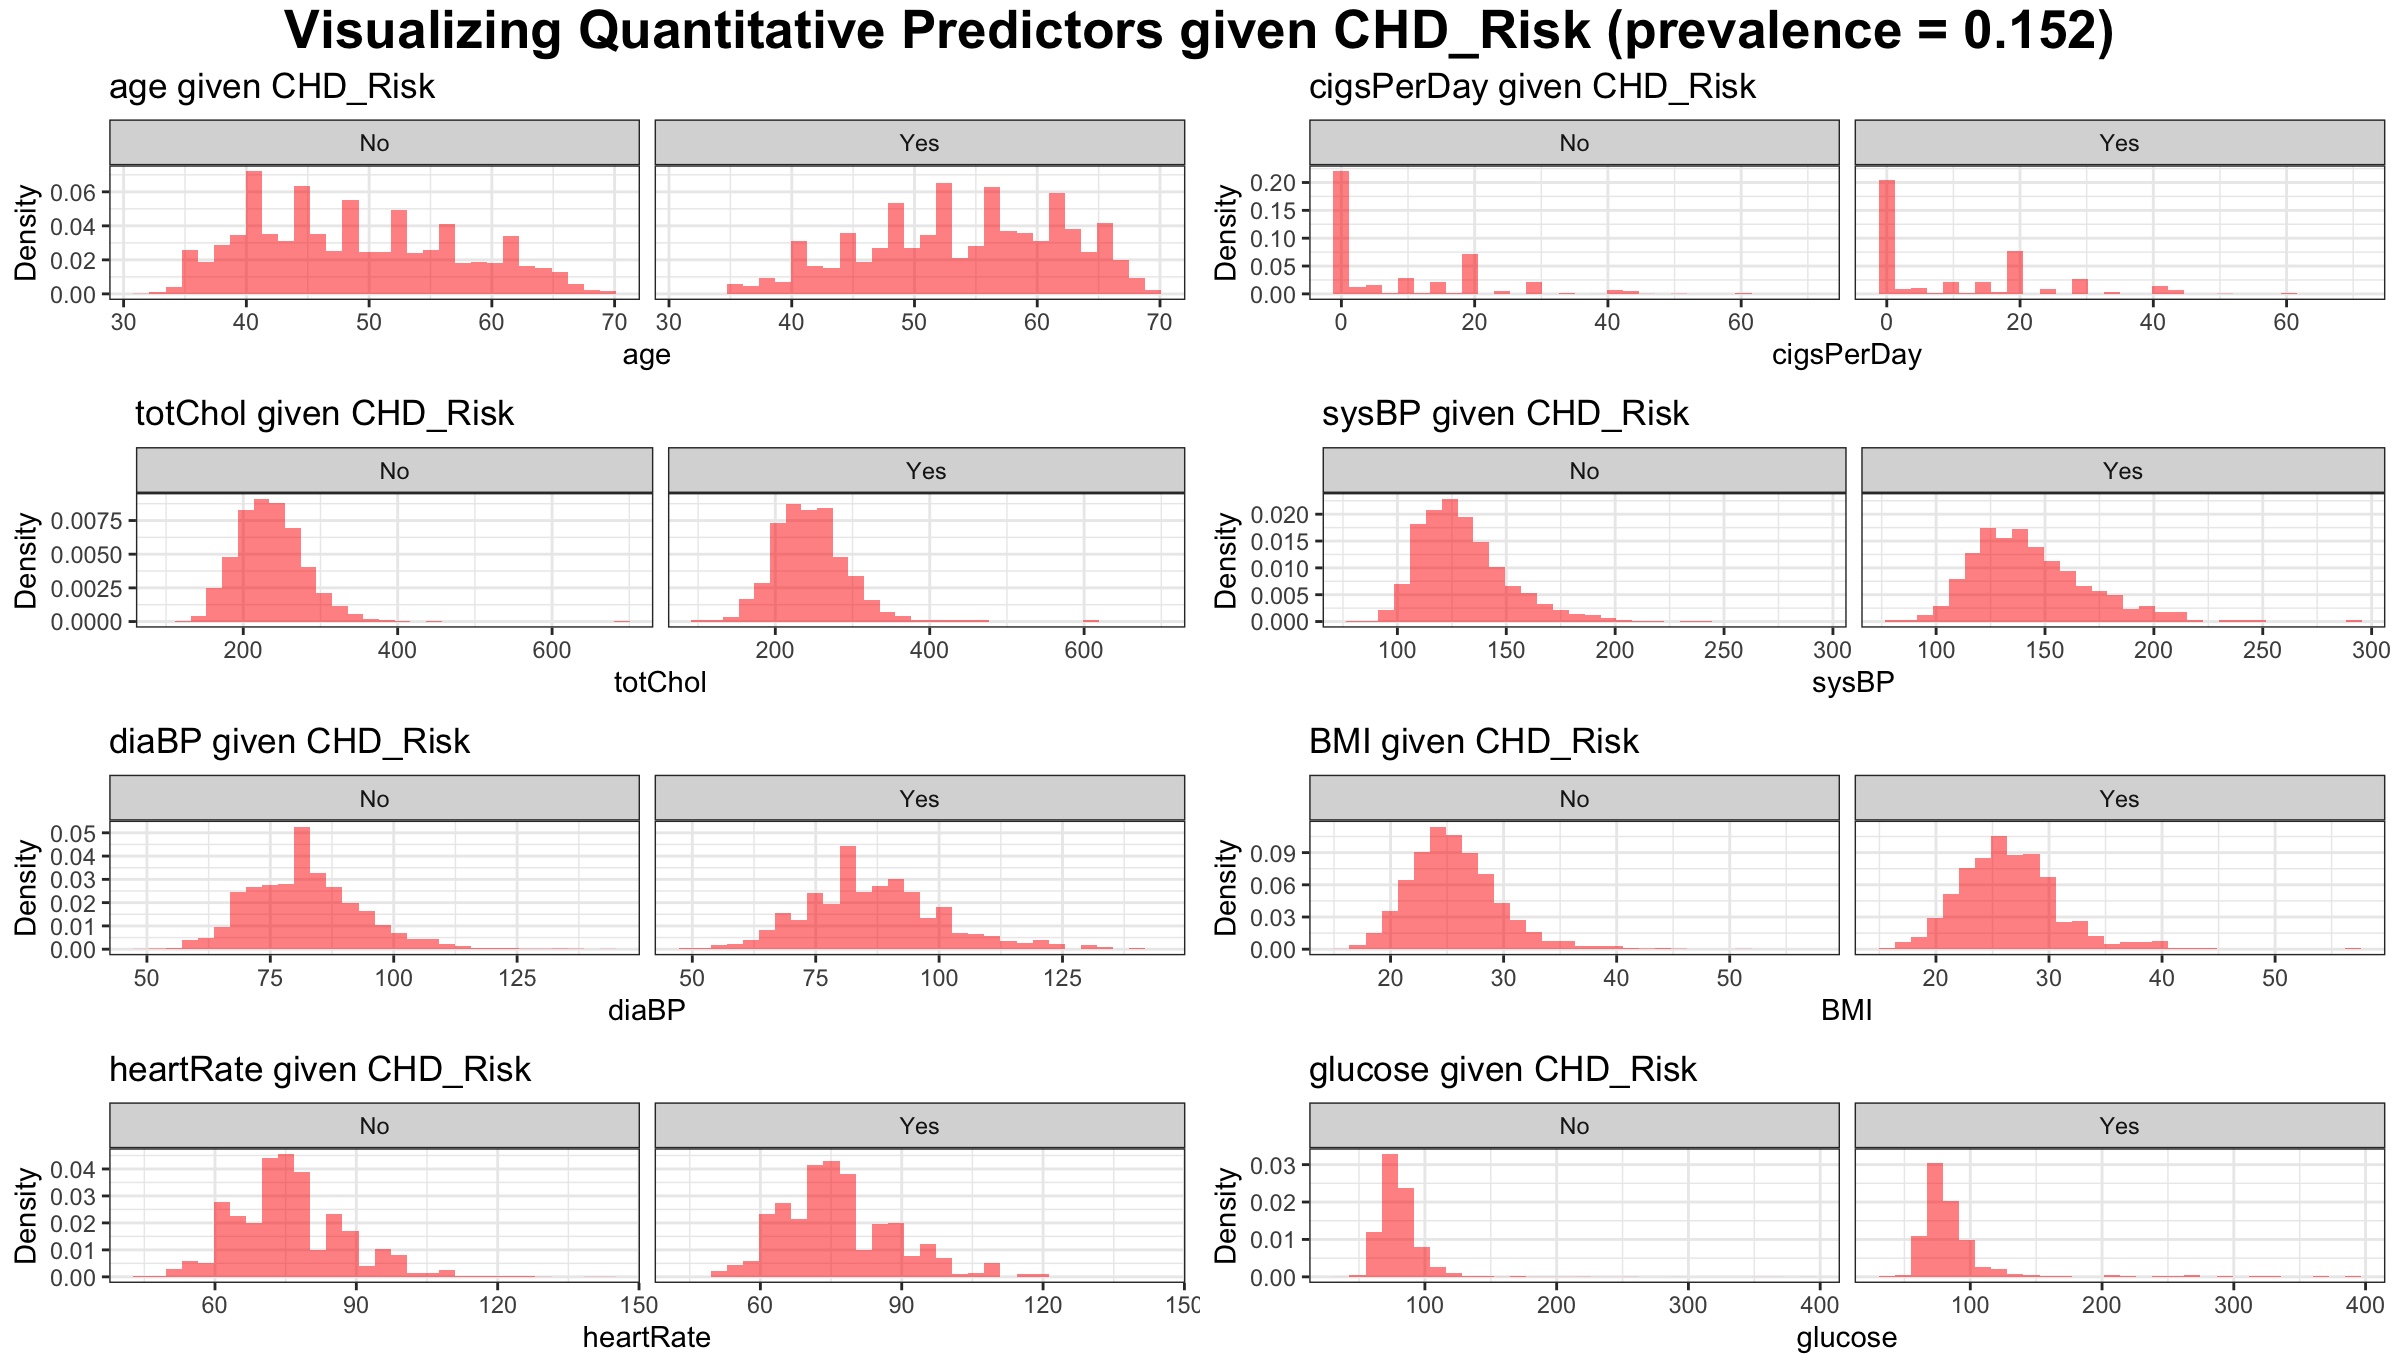 Visualizing Quantitative Predictors given CHD_Risk (prevalence = 0.152)
age given CHD_Risk
No Yes
Density
0.06
0.04
0.02
0.00
30 40 50 60 70 30 40 50 60 70
age
cigsPerDay given CHD_Risk
No Yes
Density
0.20
0.15
0.10
0.05
0.00
0 20 40 60 0 20 40 60
cigsPerDay
totChol given CHD_Risk
No Yes
Density
0.0075
0.0050
0.0025
0.0000
200 400 600 200 400 600
totChol
sysBP given CHD_Risk
No Yes
Density
0.020
0.015
0.010
0.005
0.000
100 150 200 250 300 100 150 200 250 300
sysBP
diaBP given CHD_Risk
No Yes
Density
0.05
0.04
0.03
0.02
0.01
0.00
50 75 100 125 50 75 100 125
diaBP
BMI given CHD_Risk
No Yes
Density
0.09
0.06
0.03
0.00
20 30 40 50 20 30 40 50
BMI
heartRate given CHD_Risk
No Yes
Density
0.04
0.03
0.02
0.01
0.00
60 90 120 150 60 90 120 150
heartRate
glucose given CHD_Risk
No Yes
Density
0.03
0.02
0.01
0.00
100 200 300 400 100 200 300 400
glucose